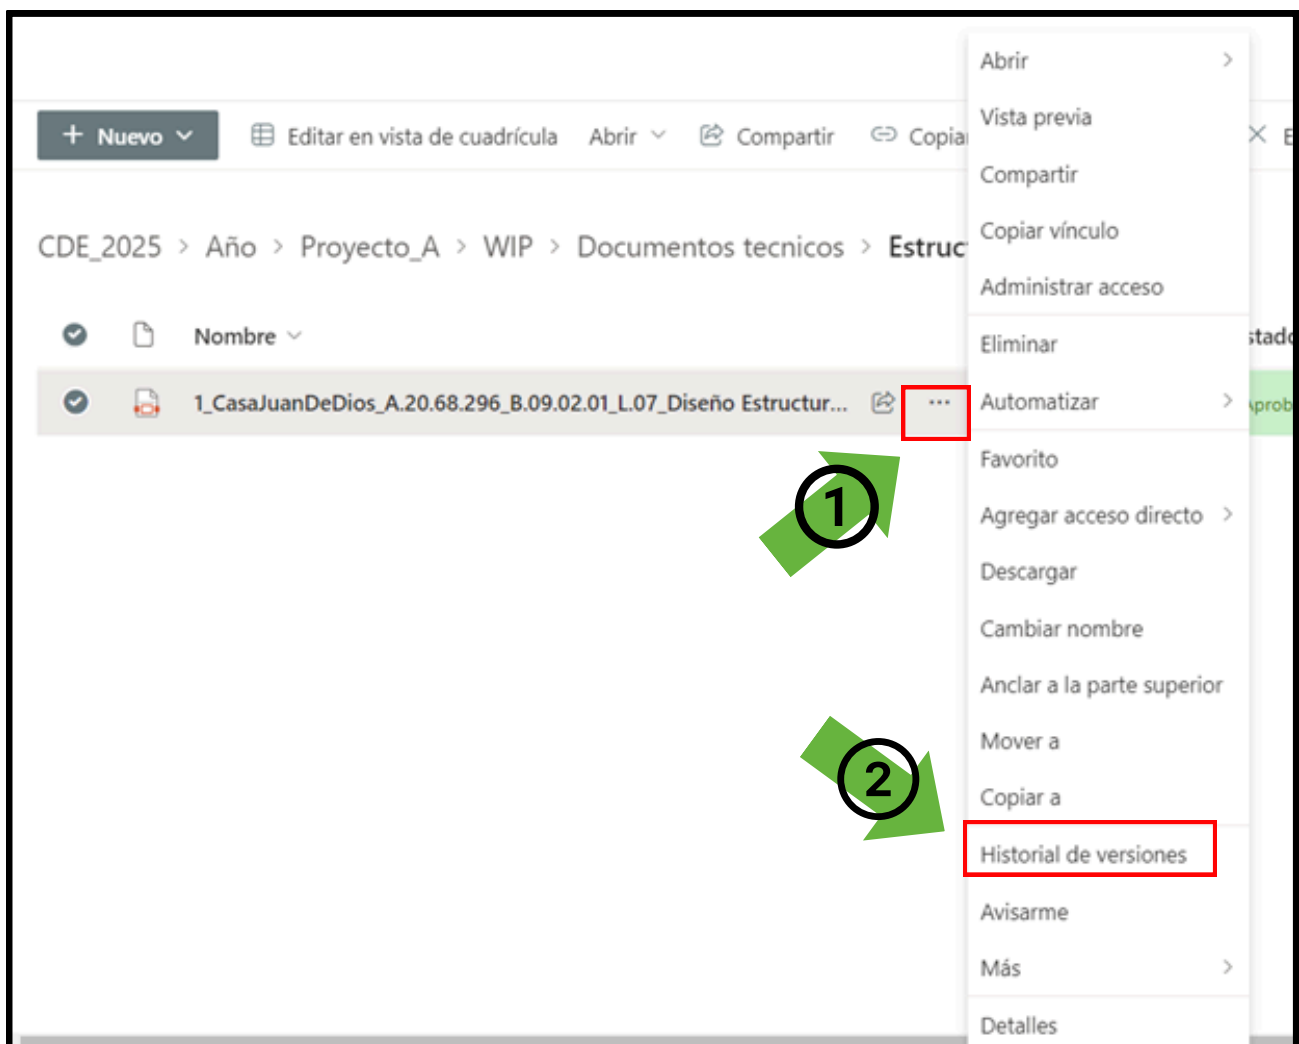 Nuevo
Editar en vista de cuadrícula
Abrir
Compartir
CDE_2025 > Año > Proyecto_A > WIP > Documentos tecnicos >
Nombre
1_CasaJuanDeDios_A.20.68.296_B.09.02.01_L.07_Diseño Estructur... ...
1
2
Abrir
Vista previa
Compartir
Copiar vínculo
Administrar acceso
Eliminar
Automatizar
Favorito
Agregar acceso directo
Descargar
Cambiar nombre
Anclar a la parte superior
Mover a
Copiar a
Historial de versiones
Avisarme
Más
Detalles